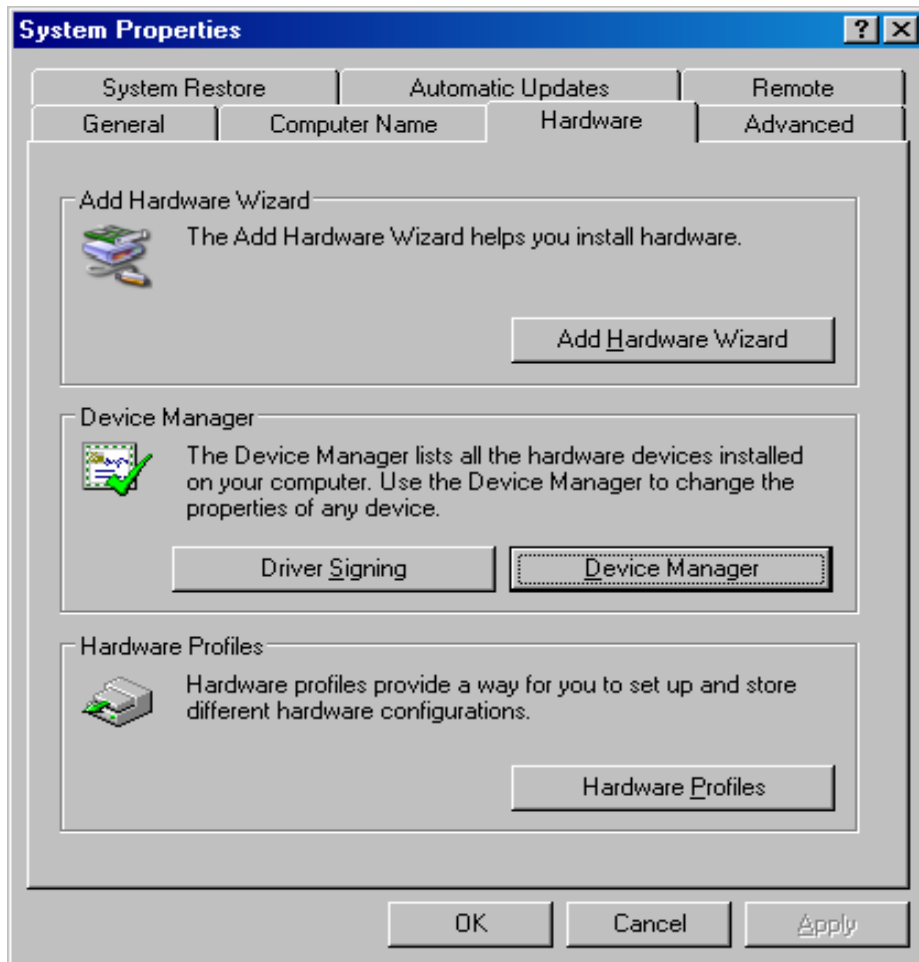 System Properties
System Restore
Automatic Updates
Remote
General
Computer Name
Hardware
Advanced
Add Hardware Wizard
The Add Hardware Wizard helps you install hardware.
Add Hardware Wizard
Device Manager
The Device Manager lists all the hardware devices installed
on your computer. Use the Device Manager to change the
properties of any device.
Driver Signing
Device Manager
Hardware Profiles
Hardware profiles provide a way for you to set up and store
different hardware configurations.
Hardware Profiles
OK
Cancel
Apply